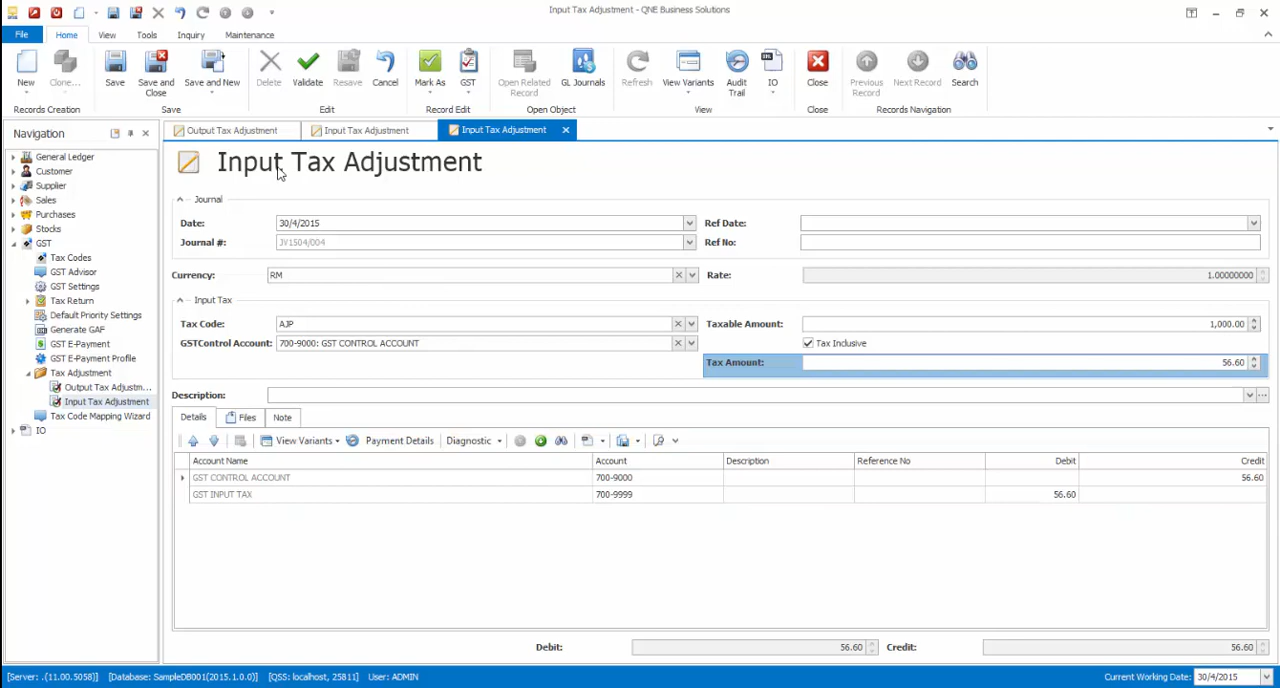 Input Tax Adjustment - QNE Business Solutions
File Home View Tools Inquiry Maintenance
New Clone... Save Save and Close Save and New Delete Validate Resave Cancel Mark As GST Open Related Record GL Journals Refresh View Variants Audit Trail IO Close Previous Record Next Record Search
Records Creation Save Edit Record Edit Open Object View Close Records Navigation
Navigation
General Ledger
Customer
Supplier
Sales
Purchases
Stocks
GST
Tax Codes
GST Advisor
GST Settings
Tax Return
Default Priority Settings
Generate GAF
GST E-Payment
GST E-Payment Profile
Tax Adjustment
Output Tax Adjustm...
Input Tax Adjustment
Tax Code Mapping Wizard
IO
Output Tax Adjustment Input Tax Adjustment Input Tax Adjustment
Input Tax Adjustment
Journal
Date: 30/4/2015 Ref Date:
Journal #: JV1504/004 Ref No:
Currency: RM Rate: 1.00000000
Input Tax
Tax Code: AJP Taxable Amount: 1,000.00
GSTControl Account: 700-9000: GST CONTROL ACCOUNT Tax Inclusive
Tax Amount: 56.60
Description:
Details Files Note
View Variants Payment Details Diagnostic
Account Name Account Description Reference No Debit Credit
GST CONTROL ACCOUNT 700-9000 56.60
GST INPUT TAX 700-9999 56.60
Debit: 56.60 Credit: 56.60
[Server: .(11.00.5058)] [Database: SampleDB001(2015.1.0.0)] [QSS: localhost, 25811] User: ADMIN Current Working Date: 30/4/2015